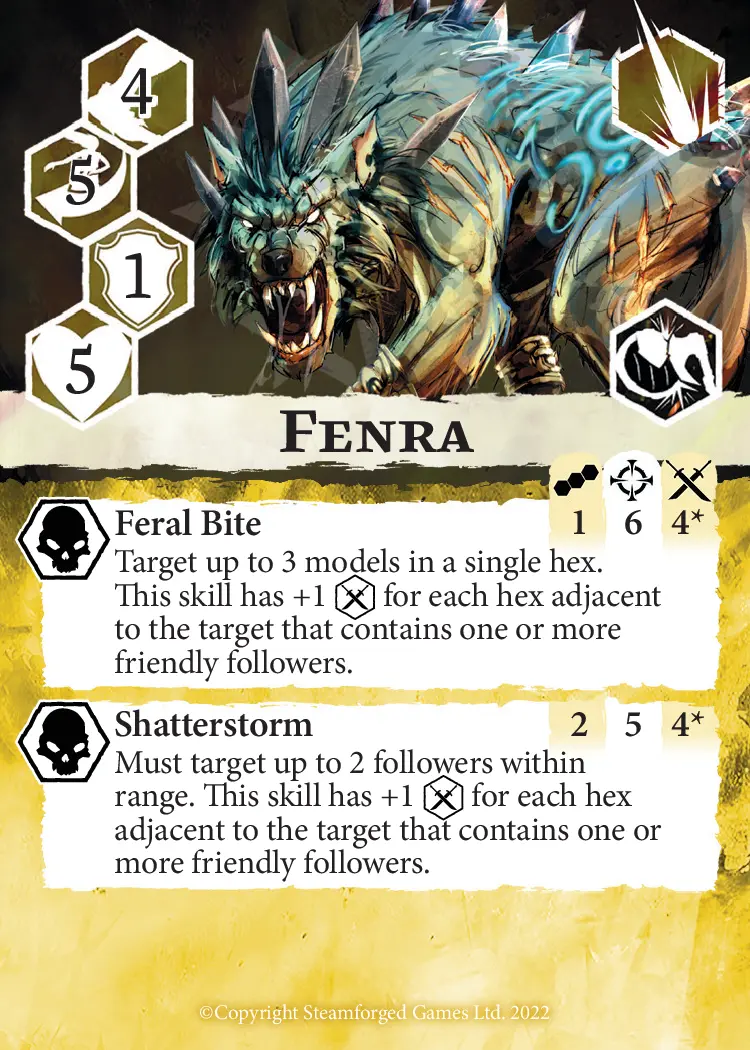 4
5
1
5
Fenra
Feral Bite 1 6 4*
Target up to 3 models in a single hex.
This skill has +1 for each hex adjacent
to the target that contains one or more
friendly followers.
Shatterstorm 2 5 4*
Must target up to 2 followers within
range. This skill has +1 for each hex
adjacent to the target that contains one or
more friendly followers.
©Copyright Steamforged Games Ltd. 2022